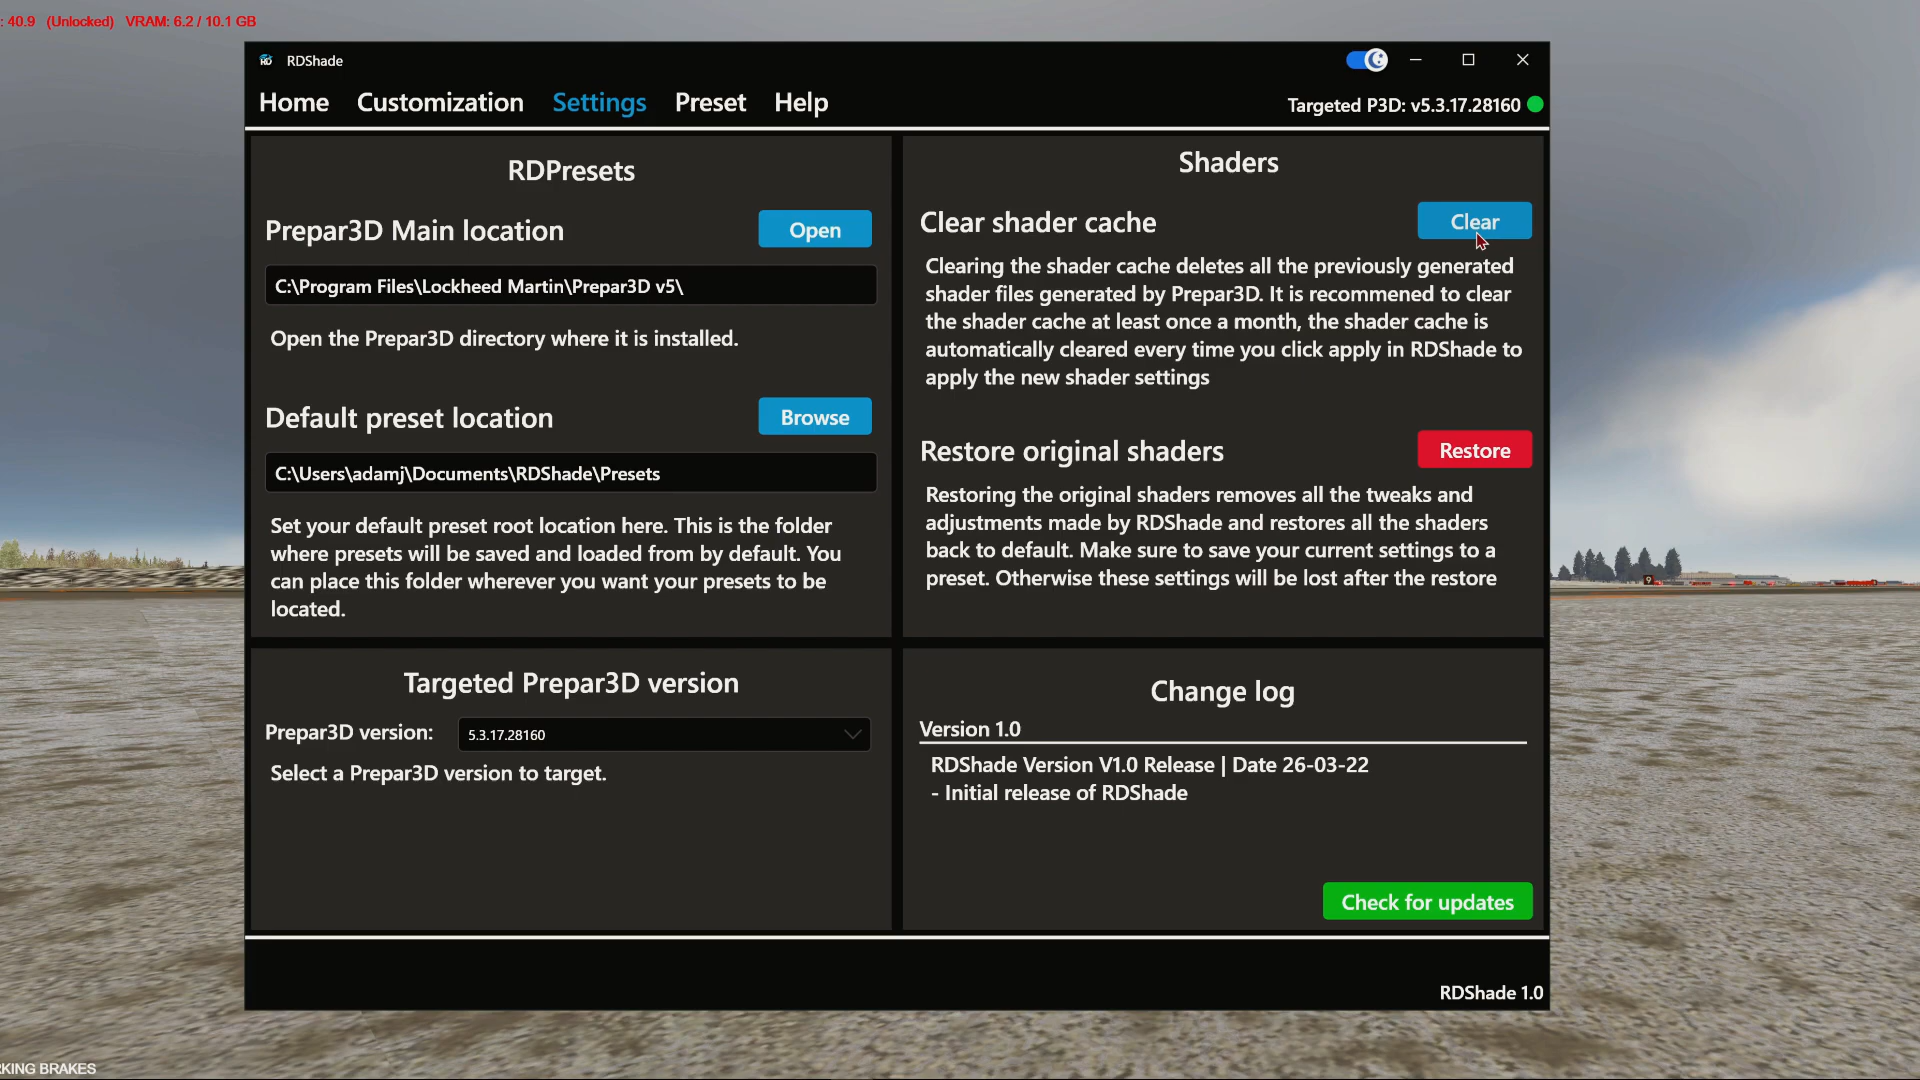 : 40.9 (Unlocked) VRAM: 6.2 / 10.1 GB
RDShade
Home Customization Settings Preset Help
Targeted P3D: v5.3.17.28160
RDPresets
Prepar3D Main location
Open
C:\Program Files\Lockheed Martin\Prepar3D v5\
Open the Prepar3D directory where it is installed.
Default preset location
Browse
C:\Users\adamj\Documents\RDShade\Presets
Set your default preset root location here. This is the folder
where presets will be saved and loaded from by default. You
can place this folder wherever you want your presets to be
located.
Shaders
Clear shader cache
Clear
Clearing the shader cache deletes all the previously generated
shader files generated by Prepar3D. It is recommened to clear
the shader cache at least once a month, the shader cache is
automatically cleared every time you click apply in RDShade to
apply the new shader settings
Restore original shaders
Restore
Restoring the original shaders removes all the tweaks and
adjustments made by RDShade and restores all the shaders
back to default. Make sure to save your current settings to a
preset. Otherwise these settings will be lost after the restore
Targeted Prepar3D version
Prepar3D version:
5.3.17.28160
Select a Prepar3D version to target.
Change log
Version 1.0
RDShade Version V1.0 Release | Date 26-03-22
- Initial release of RDShade
Check for updates
RDShade 1.0
9
KING BRAKES